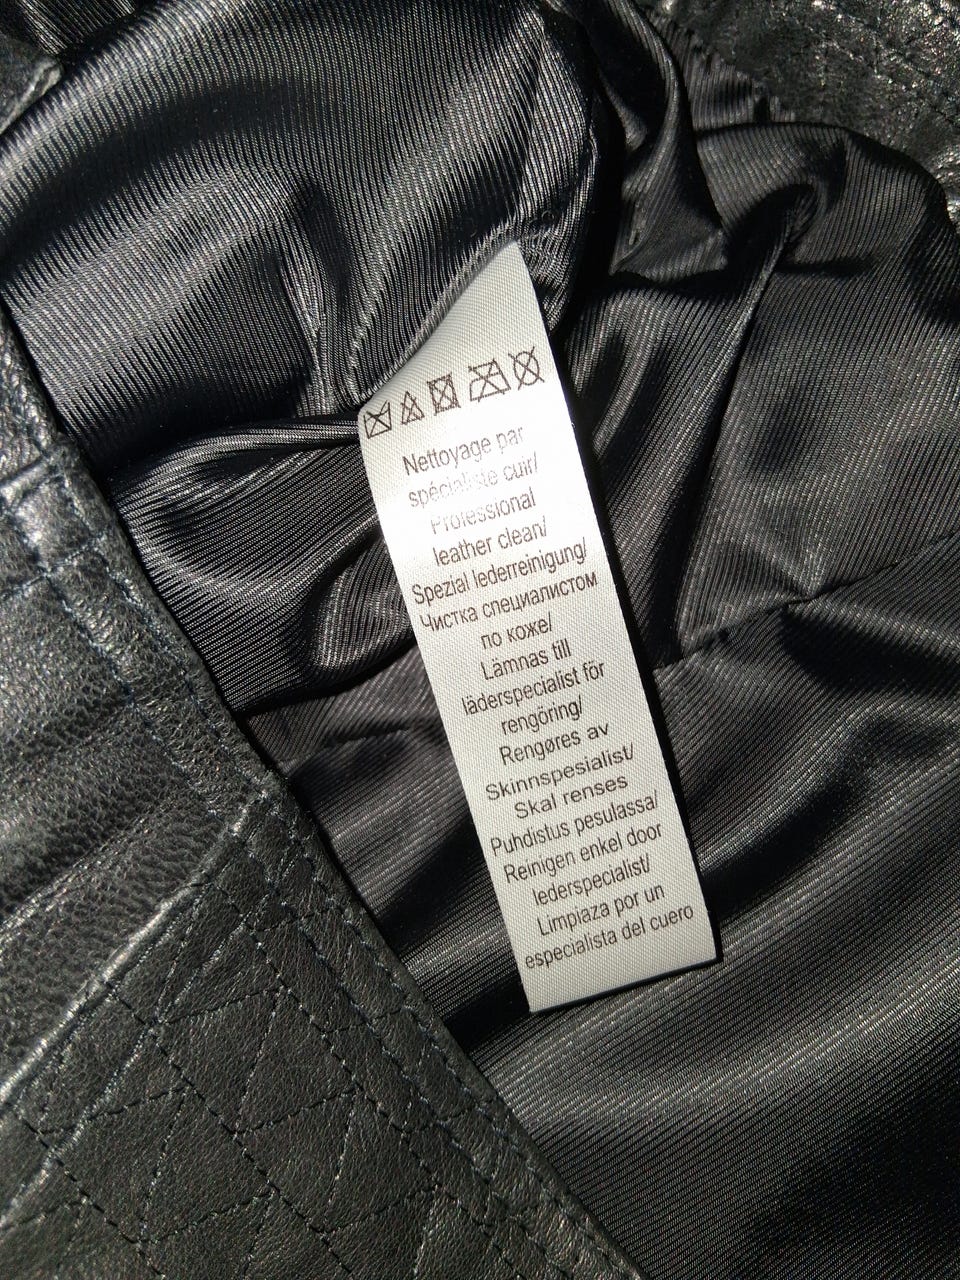 Nettoyage par
spécialiste cuir/
Professional
leather clean/
Spezial lederreinigung/
Чистка специалистом
по коже/
Lämnas till
läderspecialist för
rengöring/
Rengøres av
Skinnspesialist/
Skal renses
Puhdistus pesulassa/
Reinigen enkel door
lederspecialist/
Limpiaza por un
especialista del cuero